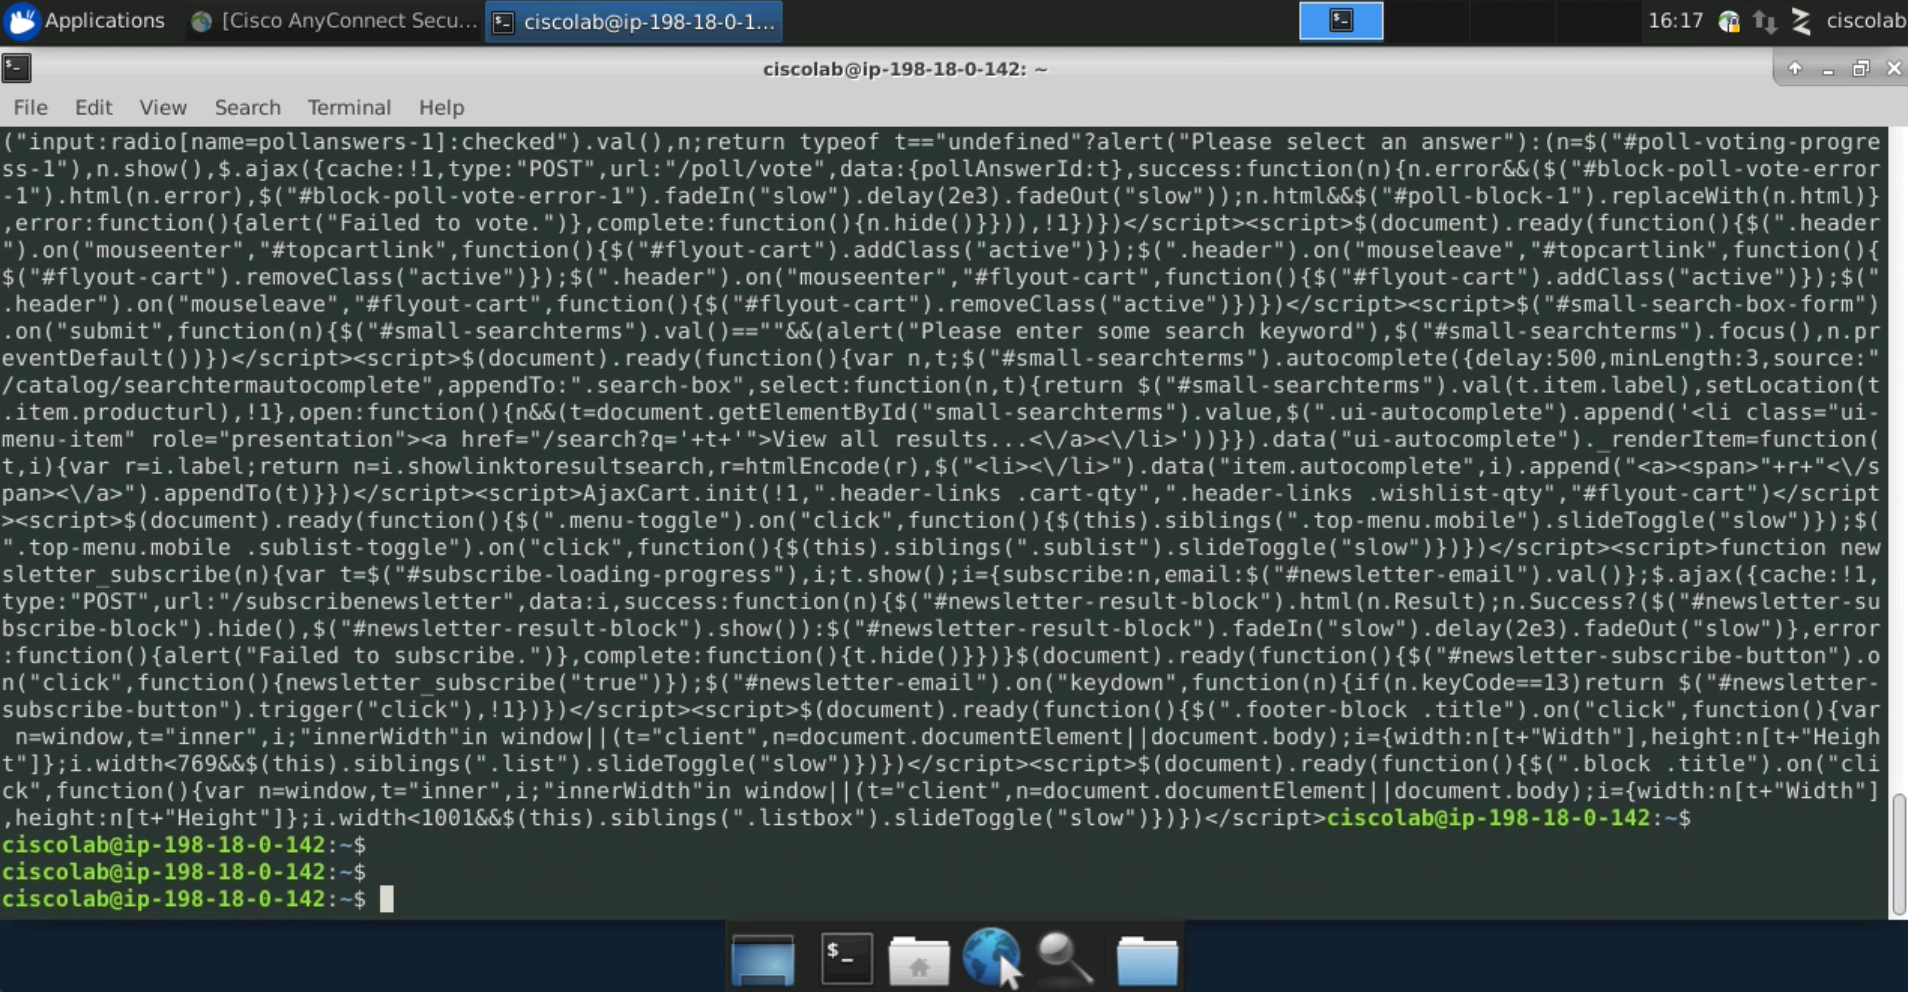 Applications
[Cisco AnyConnect Secu...
ciscolab@ip-198-18-0-1...
16:17
ciscolab
ciscolab@ip-198-18-0-142: ~
File Edit View Search Terminal Help
("input:radio[name=pollanswers-1]:checked").val(),n;return typeof t=="undefined"?alert("Please select an answer"):(n=$("#poll-voting-progre
ss-1"),n.show(),$.ajax({cache:!1,type:"POST",url:"/poll/vote",data:{pollAnswerId:t},success:function(n){n.error&&($("#block-poll-vote-error
-1").html(n.error),$("#block-poll-vote-error-1").fadeIn("slow").delay(2e3).fadeOut("slow"));n.html&&$("#poll-block-1").replaceWith(n.html)}
,error:function(){alert("Failed to vote.")},complete:function(){n.hide()}})),!1})})</script><script>$(document).ready(function(){$(".header
").on("mouseenter","#topcartlink",function(){$("#flyout-cart").addClass("active")});$(".header").on("mouseleave","#topcartlink",function(){
$("#flyout-cart").removeClass("active")});$(".header").on("mouseenter","#flyout-cart",function(){$("#flyout-cart").addClass("active")});$("
.header").on("mouseleave","#flyout-cart",function(){$("#flyout-cart").removeClass("active")})})</script><script>$("#small-search-box-form")
.on("submit",function(n){$("#small-searchterms").val()==""&&(alert("Please enter some search keyword"),$("#small-searchterms").focus(),n.pr
eventDefault())})</script><script>$(document).ready(function(){var n,t;$("#small-searchterms").autocomplete({delay:500,minLength:3,source:"
/catalog/searchtermautocomplete",appendTo:".search-box",select:function(n,t){return $("#small-searchterms").val(t.item.label),setLocation(t
.item.producturl),!1},open:function(){n&&(t=document.getElementById("small-searchterms").value,$(".ui-autocomplete").append('<li class="ui-
menu-item" role="presentation"><a href="/search?q='+t+'">View all results...<\/a><\/li>'))}}).data("ui-autocomplete")._renderItem=function(
t,i){var r=i.label;return n=i.showlinktoresultsearch,r=htmlEncode(r),$("<li><\/li>").data("item.autocomplete",i).append("<a><span>"+r+"<\/s
pan><\/a>").appendTo(t)}})</script><script>AjaxCart.init(!1,".header-links .cart-qty",".header-links .wishlist-qty","#flyout-cart")</script
><script>$(document).ready(function(){$(".menu-toggle").on("click",function(){$(this).siblings(".top-menu.mobile").slideToggle("slow")});$(
".top-menu.mobile .sublist-toggle").on("click",function(){$(this).siblings(".sublist").slideToggle("slow")})})</script><script>function new
sletter_subscribe(n){var t=$("#subscribe-loading-progress"),i;t.show();i={subscribe:n,email:$("#newsletter-email").val()};$.ajax({cache:!1,
type:"POST",url:"/subscribenewsletter",data:i,success:function(n){$("#newsletter-result-block").html(n.Result);n.Success?($("#newsletter-su
bscribe-block").hide(),$("#newsletter-result-block").show()):$("#newsletter-result-block").fadeIn("slow").delay(2e3).fadeOut("slow")},error
:function(){alert("Failed to subscribe.")},complete:function(){t.hide()}})}$(document).ready(function(){$("#newsletter-subscribe-button").o
n("click",function(){newsletter_subscribe("true")});$("#newsletter-email").on("keydown",function(n){if(n.keyCode==13)return $("#newsletter-
subscribe-button").trigger("click"),!1})})</script><script>$(document).ready(function(){$(".footer-block .title").on("click",function(){var
 n=window,t="inner",i;"innerWidth"in window||(t="client",n=document.documentElement||document.body);i={width:n[t+"Width"],height:n[t+"Heigh
t"]};i.width<769&&$(this).siblings(".list").slideToggle("slow")})})</script><script>$(document).ready(function(){$(".block .title").on("cli
ck",function(){var n=window,t="inner",i;"innerWidth"in window||(t="client",n=document.documentElement||document.body);i={width:n[t+"Width"]
,height:n[t+"Height"]};i.width<1001&&$(this).siblings(".listbox").slideToggle("slow")})})</script>ciscolab@ip-198-18-0-142:~$
ciscolab@ip-198-18-0-142:~$
ciscolab@ip-198-18-0-142:~$
ciscolab@ip-198-18-0-142:~$